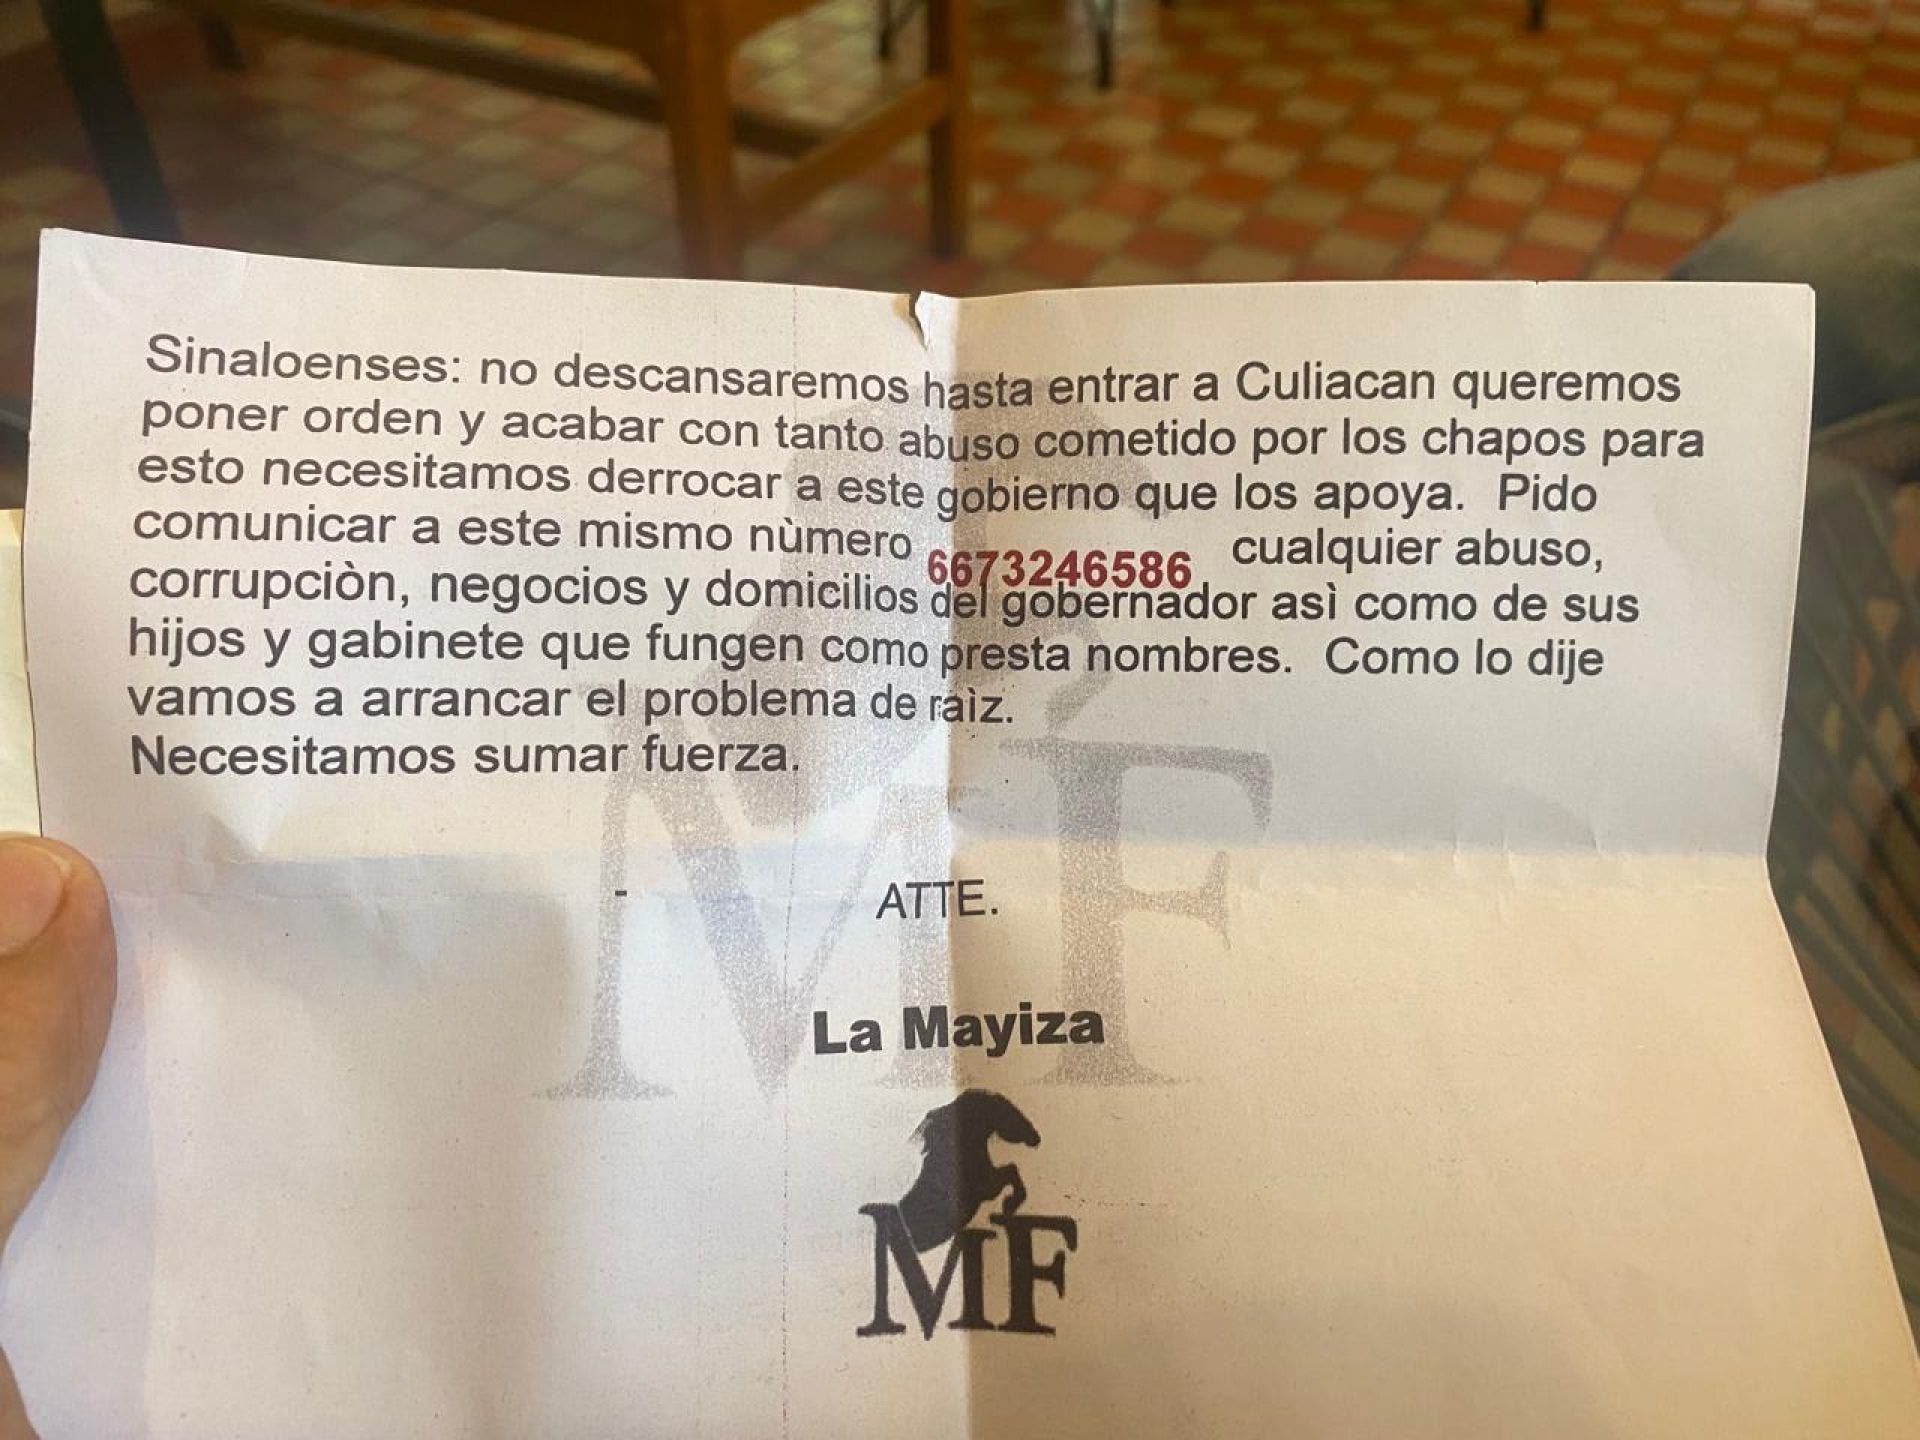 Sinaloenses: no descansaremos hasta entrar a Culiacan queremos
poner orden y acabar con tanto abuso cometido por los chapos para
esto necesitamos derrocar a este gobierno que los apoya. Pido
comunicar a este mismo nùmero 6673246586 cualquier abuso,
corrupciòn, negocios y domicilios del gobernador asì como de sus
hijos y gabinete que fungen como presta nombres. Como lo dije
vamos a arrancar el problema de raìz.
Necesitamos sumar fuerza.
- ATTE.
La Mayiza
MF
MF